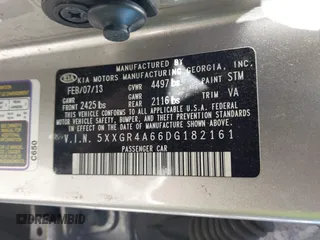 MANUFACTURED BY
KIA KIA MOTORS MANUFACTURING GEORGIA, INC.
FEB/07/13 GVWR 4497 lbs PAINT STM
GAWR FRONT 2425 lbs GAWR REAR 2116 lbs TRIM VA
THIS VEHICLE CONFORMS TO ALL APPLICABLE U.S. FEDERAL MOTOR
VEHICLE SAFETY, BUMPER, AND THEFT PREVENTION STANDARDS
IN EFFECT ON THE DATE OF MANUFACTURE SHOWN ABOVE.
V.I.N. 5XXGR4A66DG182161
PASSENGER CAR
C650
DREAMBID